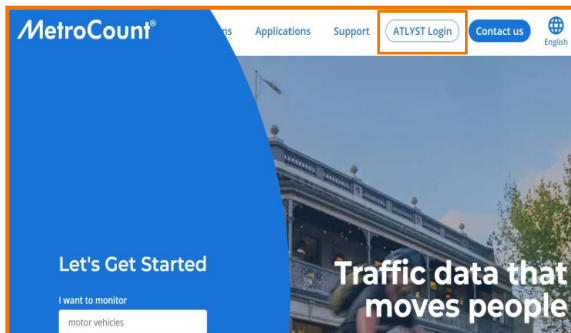 MetroCount®
Applications
Support
ATLYST Login
Contact us
English
Let's Get Started
I want to monitor
motor vehicles
Traffic data that
moves people